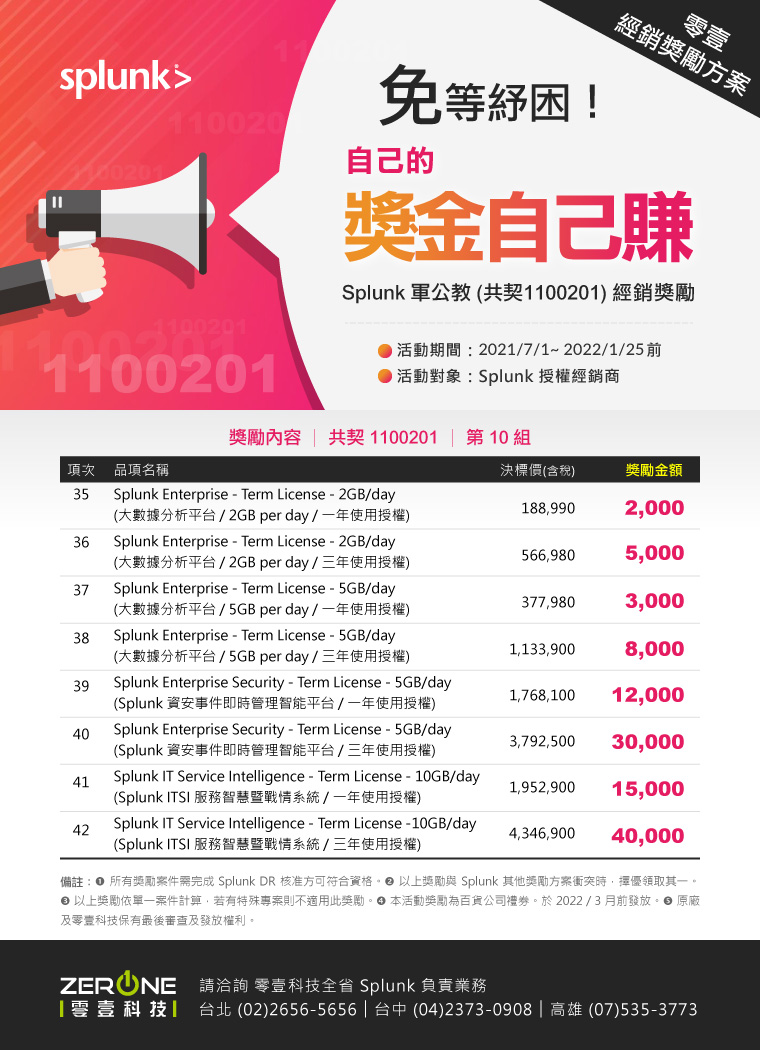 零壹
經銷獎勵方案
splunk>
免等紓困！
自己的
獎金自己賺
Splunk 軍公教 (共契1100201) 經銷獎勵
活動期間：2021/7/1~ 2022/1/25前
活動對象：Splunk 授權經銷商
1100201
1100201
1100201
1100201
獎勵內容｜共契 1100201｜第 10 組
項次 品項名稱 決標價(含稅) 獎勵金額
35 Splunk Enterprise - Term License - 2GB/day
(大數據分析平台 / 2GB per day / 一年使用授權)
188,990 2,000
36 Splunk Enterprise - Term License - 2GB/day
(大數據分析平台 / 2GB per day / 三年使用授權)
566,980 5,000
37 Splunk Enterprise - Term License - 5GB/day
(大數據分析平台 / 5GB per day / 一年使用授權)
377,980 3,000
38 Splunk Enterprise - Term License - 5GB/day
(大數據分析平台 / 5GB per day / 三年使用授權)
1,133,900 8,000
39 Splunk Enterprise Security - Term License - 5GB/day
(Splunk 資安事件即時管理智能平台 / 一年使用授權)
1,768,100 12,000
40 Splunk Enterprise Security - Term License - 5GB/day
(Splunk 資安事件即時管理智能平台 / 三年使用授權)
3,792,500 30,000
41 Splunk IT Service Intelligence - Term License - 10GB/day
(Splunk ITSI 服務智慧暨戰情系統 / 一年使用授權)
1,952,900 15,000
42 Splunk IT Service Intelligence - Term License -10GB/day
(Splunk ITSI 服務智慧暨戰情系統 / 三年使用授權)
4,346,900 40,000
備註：❶ 所有獎勵案件需完成 Splunk DR 核准方可符合資格。❷ 以上獎勵與 Splunk 其他獎勵方案衝突時，擇優領取其一。
❸ 以上獎勵依單一案件計算，若有特殊專案則不適用此獎勵。❹ 本活動獎勵為百貨公司禮券。於 2022 / 3 月前發放。❺ 原廠
及零壹科技保有最後審查及發放權利。
ZERONE
零壹科技
請洽詢 零壹科技全省 Splunk 負責業務
台北 (02)2656-5656｜台中 (04)2373-0908｜高雄 (07)535-3773